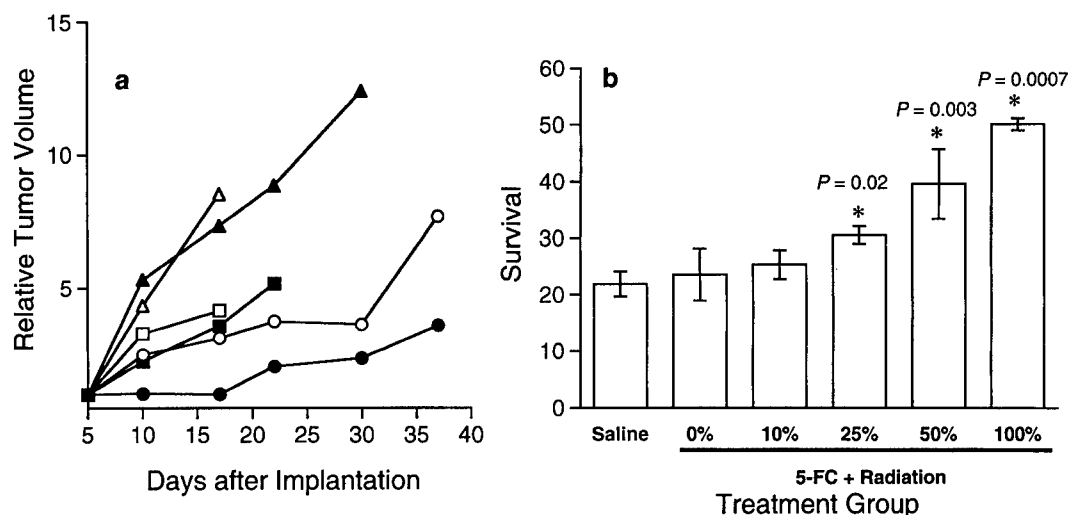 a
15
10
5
Relative Tumor Volume
5 10 15 20 25 30 35 40
Days after Implantation
b
60
50
40
30
20
10
0
Survival
P = 0.02
*
P = 0.003
*
P = 0.0007
*
Saline 0% 10% 25% 50% 100%
5-FC + Radiation
Treatment Group